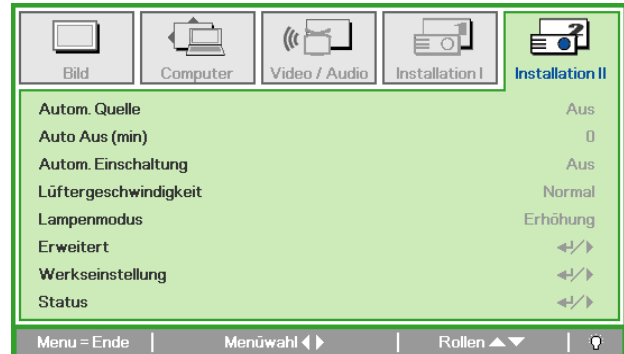 Bild
Computer
Video / Audio
Installation I
Installation II
Autom. Quelle Aus
Auto Aus (min) 0
Autom. Einschaltung Aus
Lüftergeschwindigkeit Normal
Lampenmodus Erhöhung
Erweitert
Werkseinstellung
Status
Menu = Ende Menüwahl Rollen